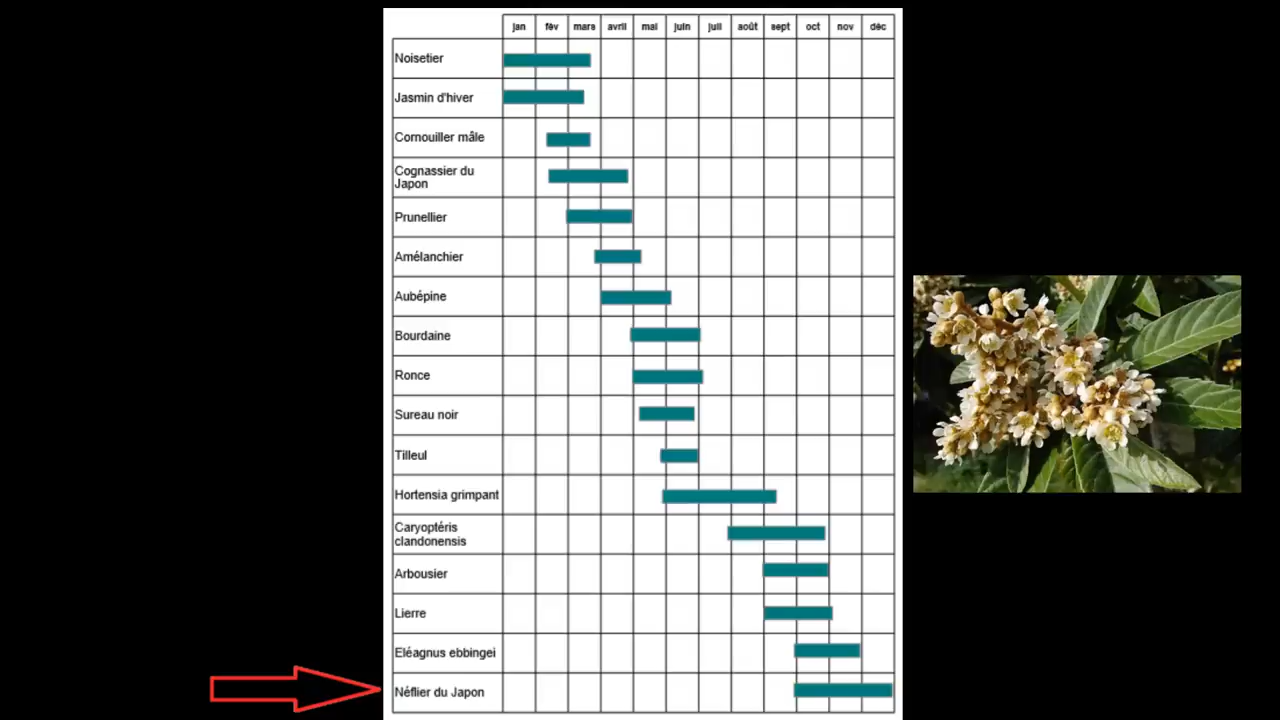 jan fév mars avril mai juin juil août sept oct nov déc
Noisetier
Jasmin d'hiver
Cornouiller mâle
Cognassier du
Japon
Prunellier
Amélanchier
Aubépine
Bourdaine
Ronce
Sureau noir
Tilleul
Hortensia grimpant
Caryoptéris
clandonensis
Arbousier
Lierre
Eléagnus ebbingei
Néflier du Japon